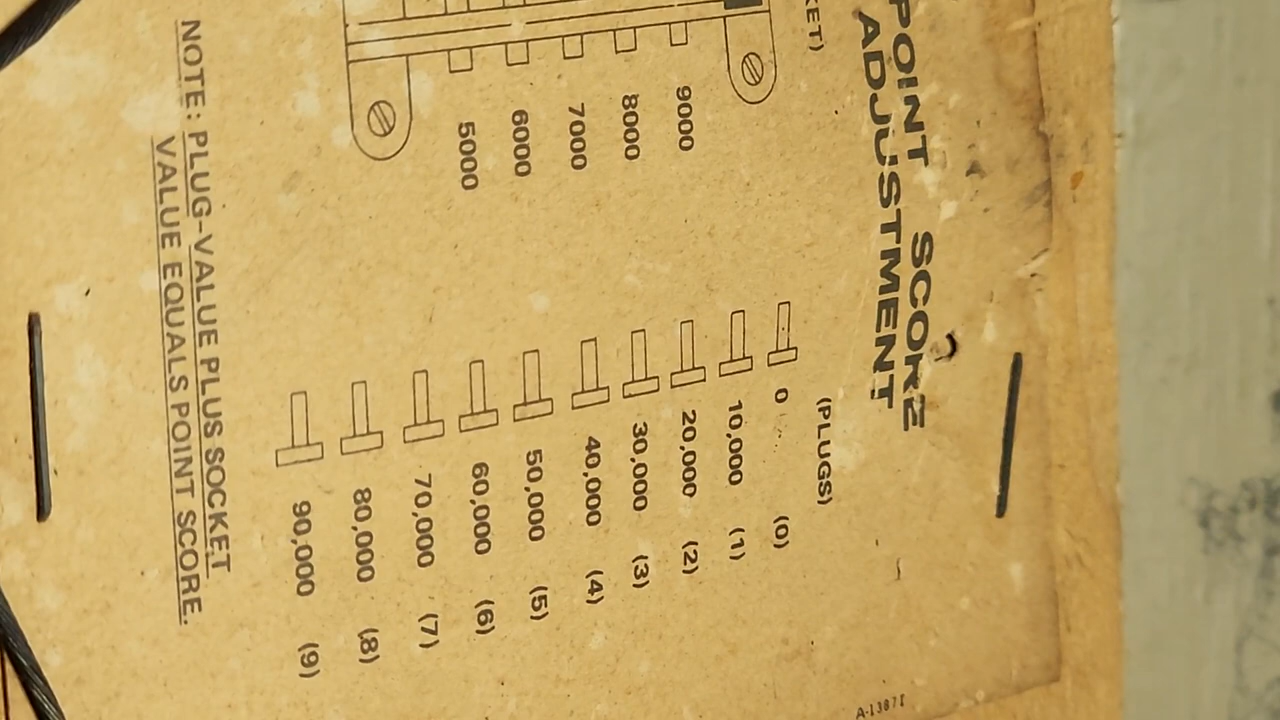 POINT SCORE
ADJUSTMENT
KET)
(PLUGS)
0 (0)
10,000 (1)
9000
20,000 (2)
8000
30,000 (3)
7000
40,000 (4)
6000
50,000 (5)
5000
60,000 (6)
70,000 (7)
80,000 (8)
90,000 (9)
NOTE: PLUG-VALUE PLUS SOCKET
VALUE EQUALS POINT SCORE.
A-13871